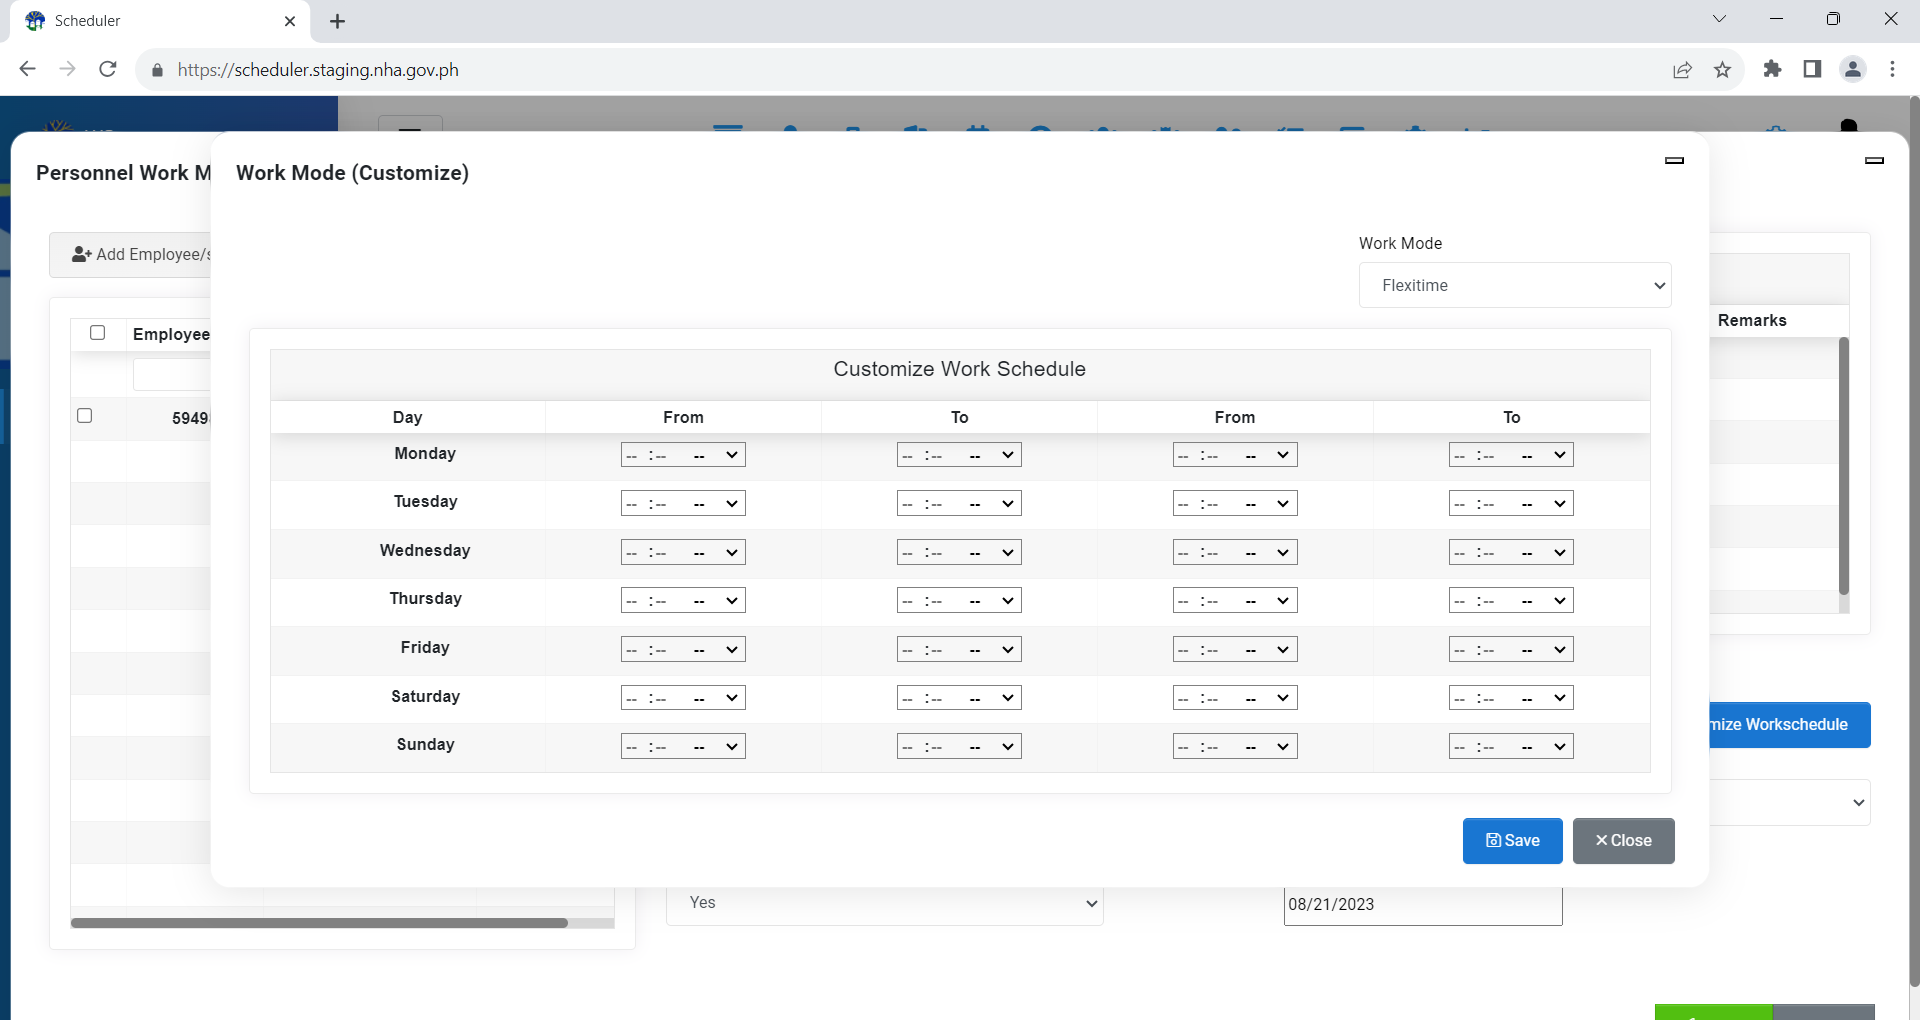 Scheduler
https://scheduler.staging.nha.gov.ph
Personnel Work M
Work Mode (Customize)
Add Employee/s
Work Mode
Flexitime
Employee
Remarks
5949
Customize Work Schedule
Day From To From To
Monday -- :-- -- -- :-- -- -- :-- -- -- :-- --
Tuesday -- :-- -- -- :-- -- -- :-- -- -- :-- --
Wednesday -- :-- -- -- :-- -- -- :-- -- -- :-- --
Thursday -- :-- -- -- :-- -- -- :-- -- -- :-- --
Friday -- :-- -- -- :-- -- -- :-- -- -- :-- --
Saturday -- :-- -- -- :-- -- -- :-- -- -- :-- --
Sunday -- :-- -- -- :-- -- -- :-- -- -- :-- --
mize Workschedule
Save
Close
Yes
08/21/2023